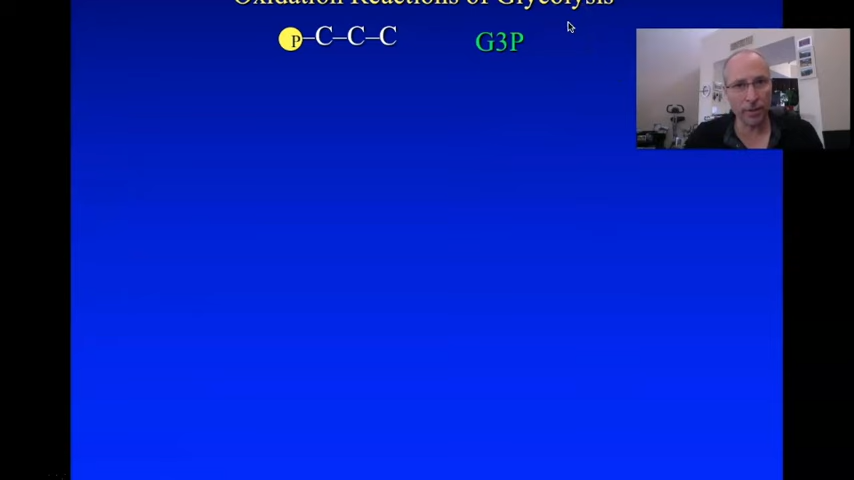 Oxidation Reactions of Glycolysis
P–C–C–C G3P